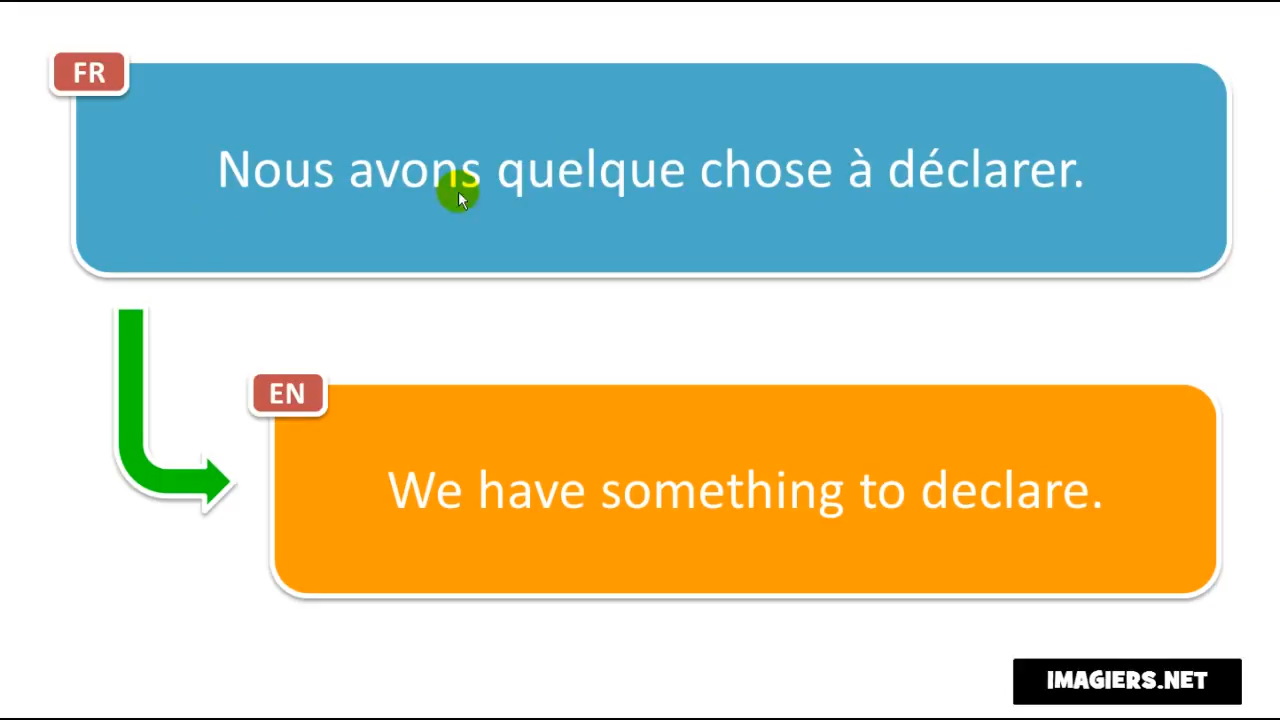 FR
Nous avons quelque chose à déclarer.
EN
We have something to declare.
IMAGIERS.NET